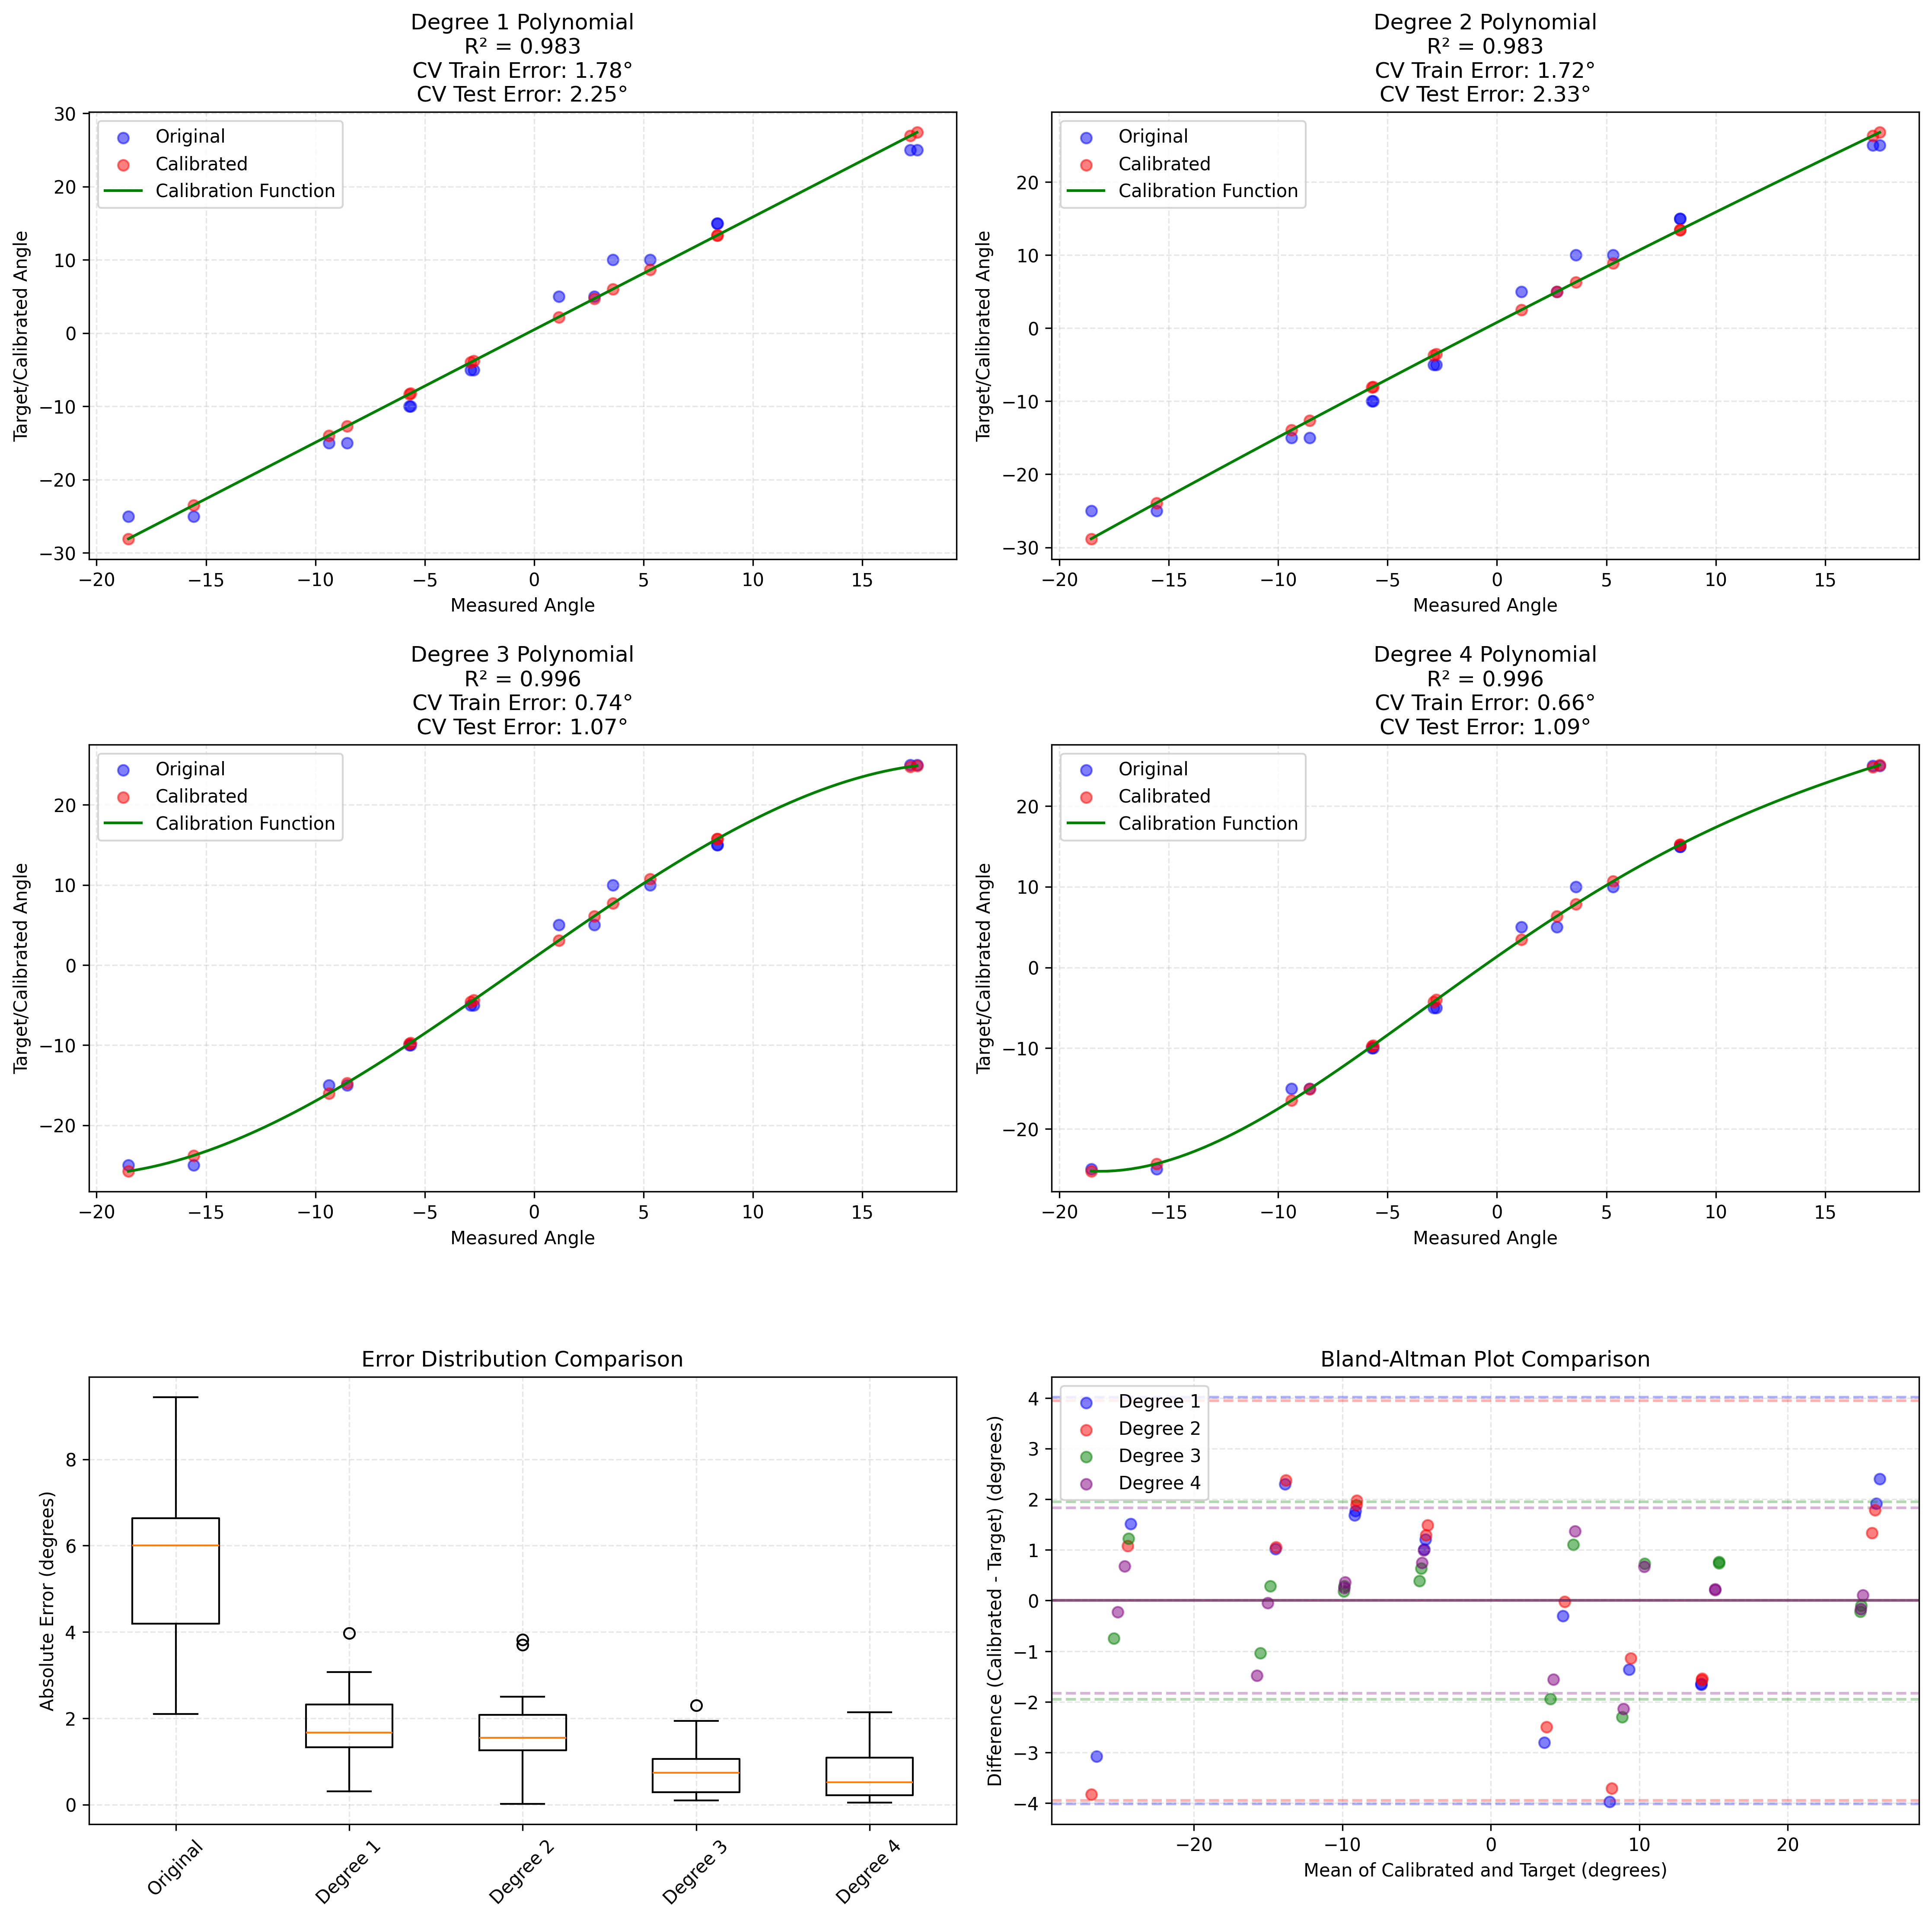 Degree 1 Polynomial
R² = 0.983
CV Train Error: 1.78°
CV Test Error: 2.25°
Original
Calibrated
Calibration Function
Target/Calibrated Angle
30
20
10
0
−10
−20
−30
−20
−15
−10
−5
0
5
10
15
Measured Angle
Degree 2 Polynomial
R² = 0.983
CV Train Error: 1.72°
CV Test Error: 2.33°
Original
Calibrated
Calibration Function
Target/Calibrated Angle
20
10
0
−10
−20
−30
−20
−15
−10
−5
0
5
10
15
Measured Angle
Degree 3 Polynomial
R² = 0.996
CV Train Error: 0.74°
CV Test Error: 1.07°
Original
Calibrated
Calibration Function
Target/Calibrated Angle
20
10
0
−10
−20
−20
−15
−10
−5
0
5
10
15
Measured Angle
Degree 4 Polynomial
R² = 0.996
CV Train Error: 0.66°
CV Test Error: 1.09°
Original
Calibrated
Calibration Function
Target/Calibrated Angle
20
10
0
−10
−20
−20
−15
−10
−5
0
5
10
15
Measured Angle
Error Distribution Comparison
Absolute Error (degrees)
8
6
4
2
0
Original
Degree 1
Degree 2
Degree 3
Degree 4
Bland-Altman Plot Comparison
Degree 1
Degree 2
Degree 3
Degree 4
Difference (Calibrated - Target) (degrees)
4
3
2
1
0
−1
−2
−3
−4
−20
−10
0
10
20
Mean of Calibrated and Target (degrees)